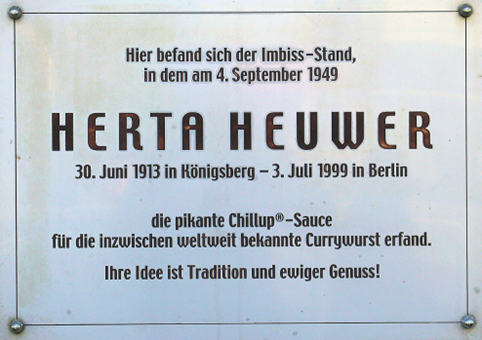 Hier befand sich der Imbiss-Stand,
in dem am 4. September 1949
HERTA HEUWER
30. Juni 1913 in Königsberg – 3. Juli 1999 in Berlin
die pikante Chillup®-Sauce
für die inzwischen weltweit bekannte Currywurst erfand.
Ihre Idee ist Tradition und ewiger Genuss!